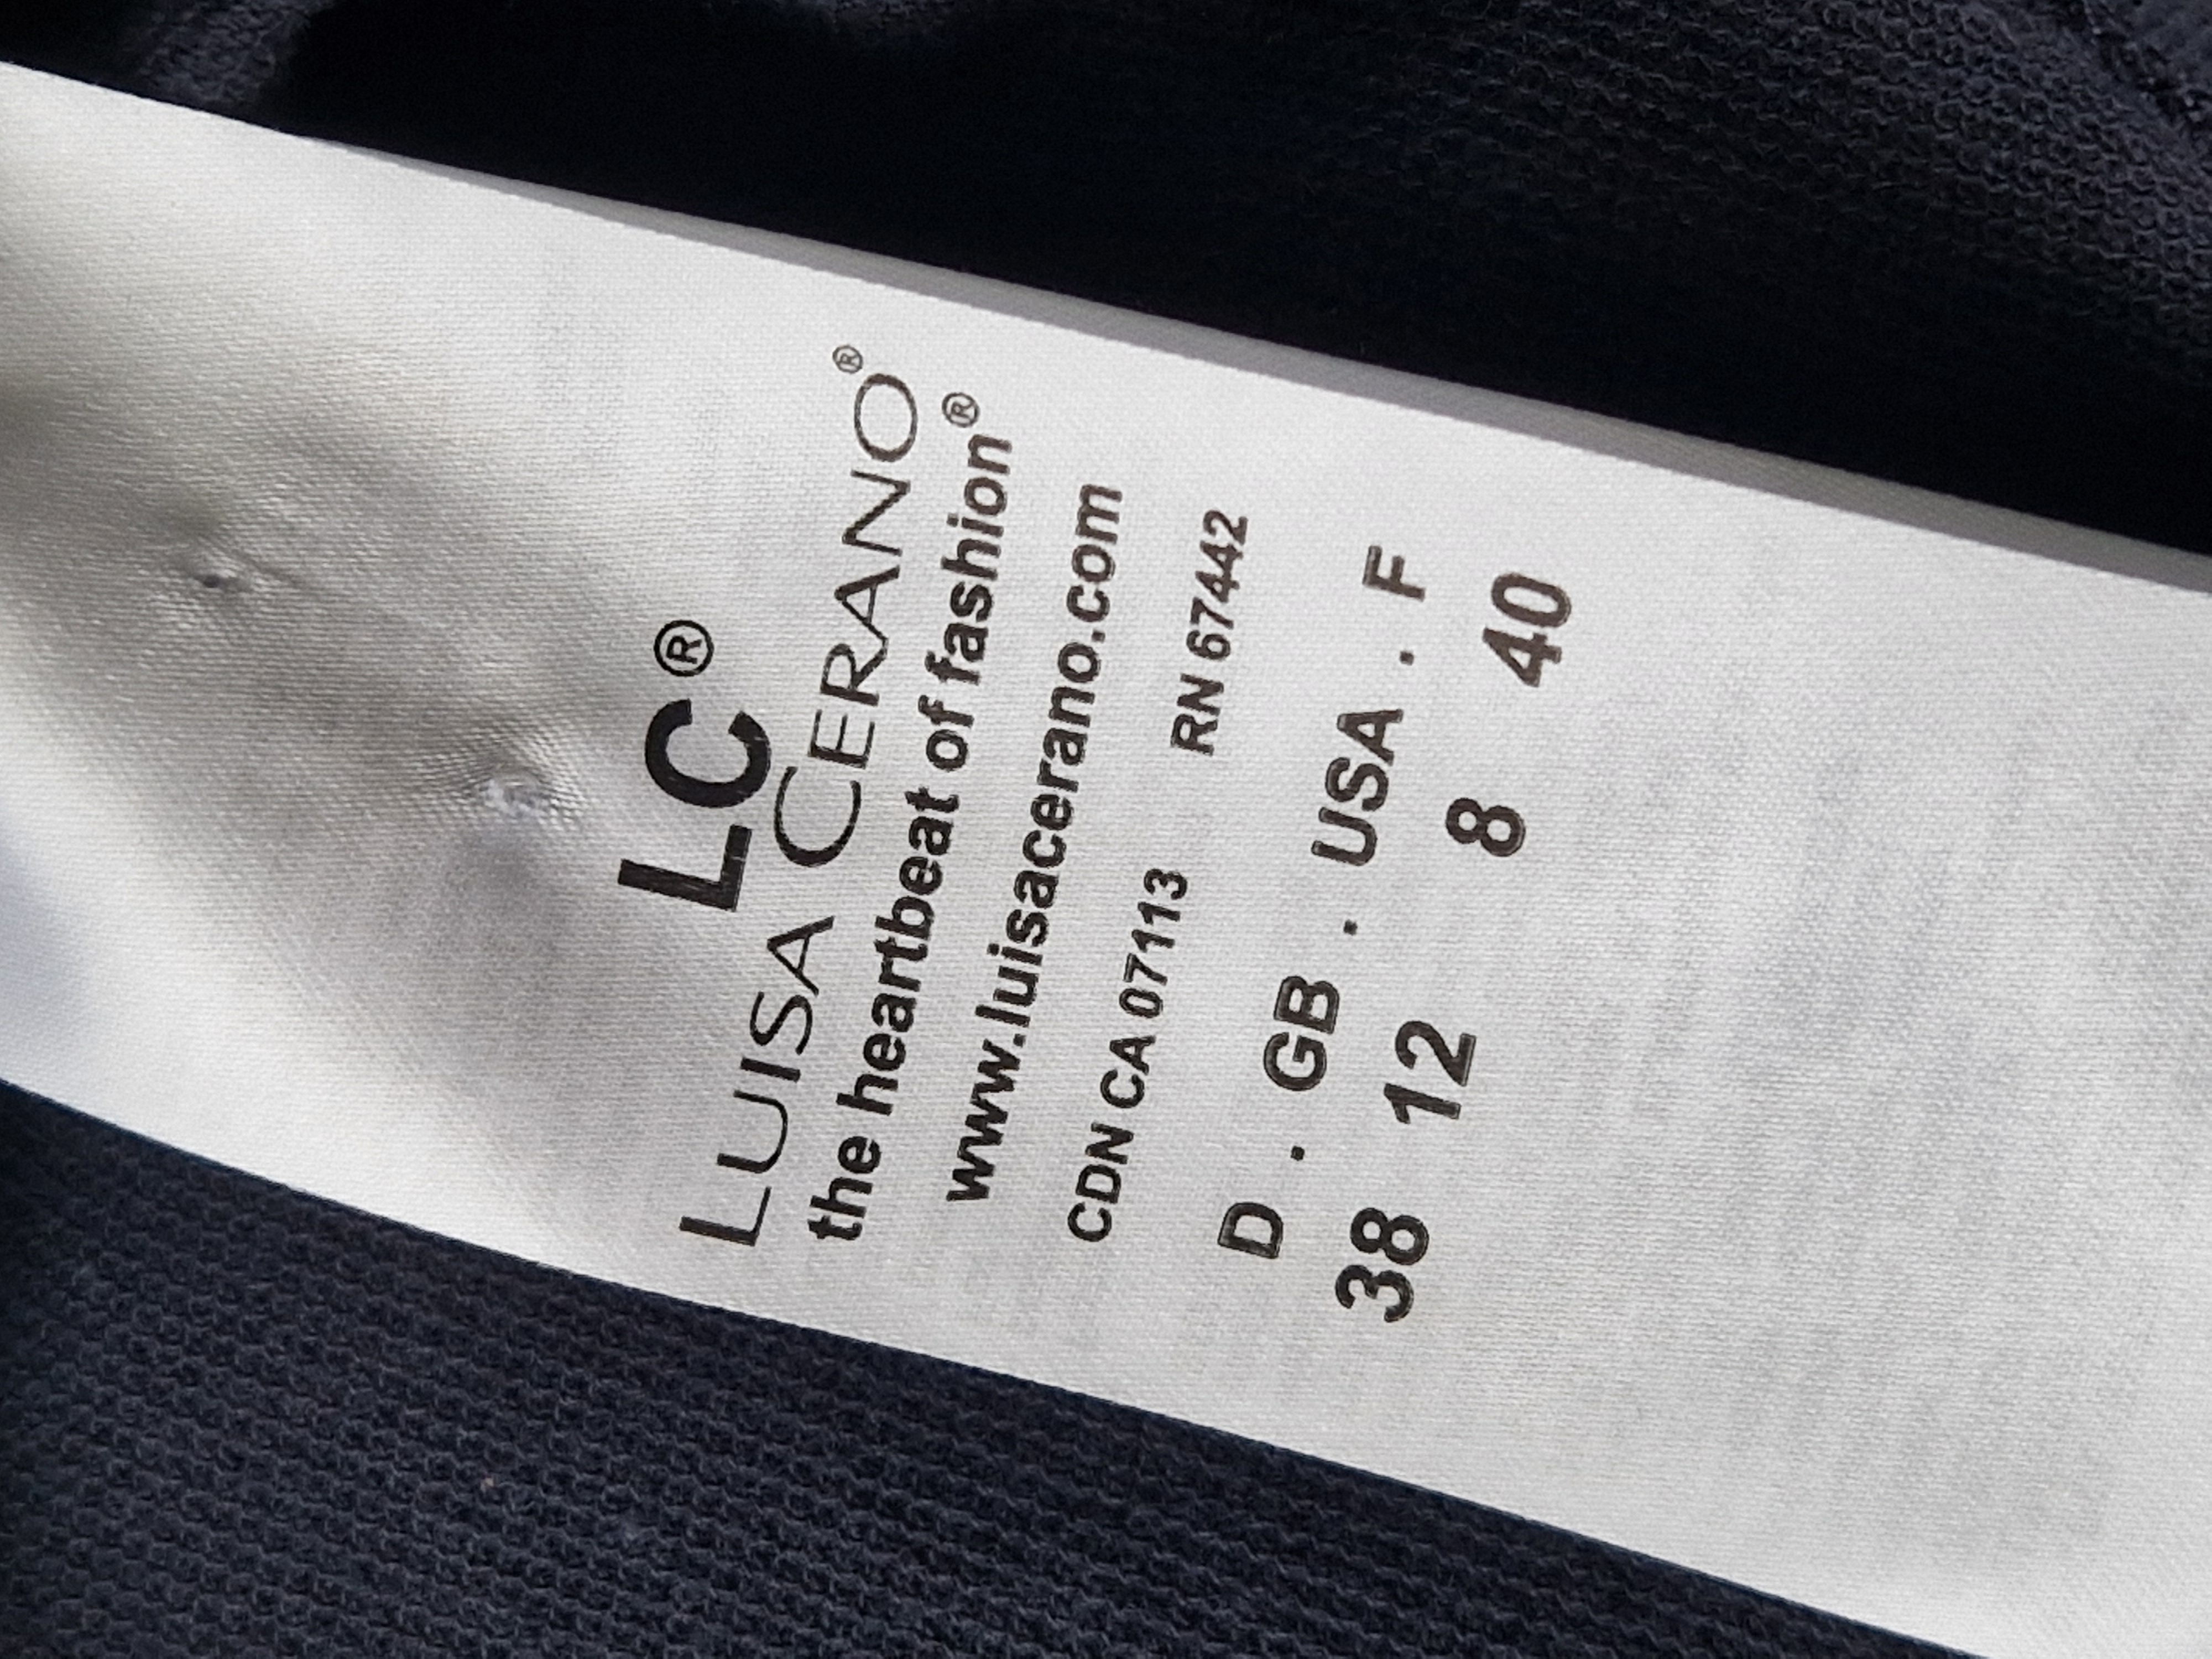 LC®
LUISA CERANO®
the heartbeat of fashion®
www.luisacerano.com
CDN CA 07113 RN 67442
D . GB . USA . F
38 12 8 40